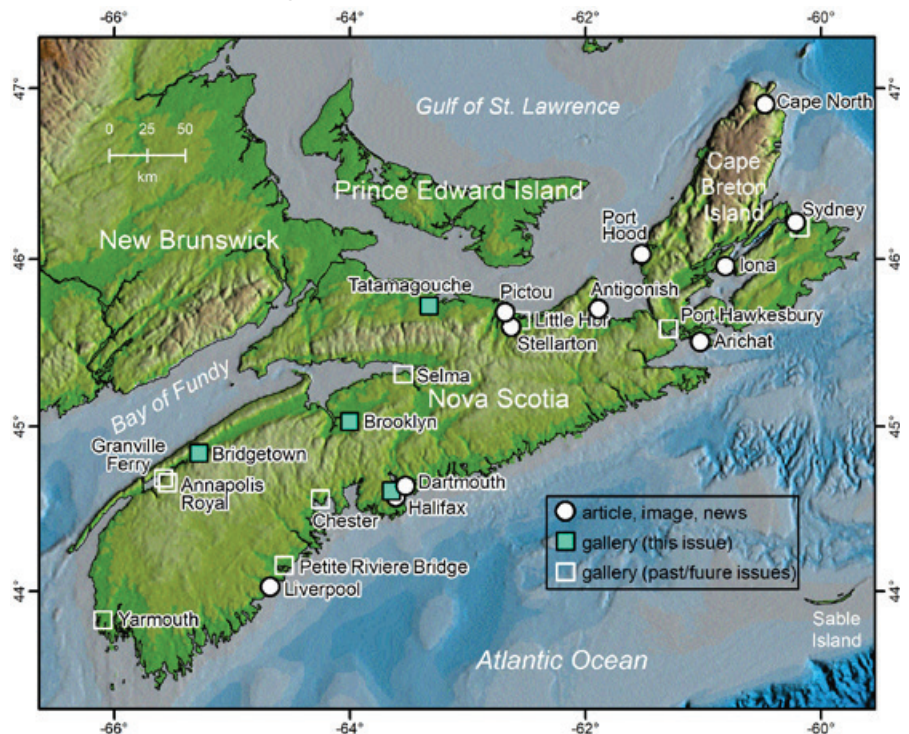 -66°
-64°
-62°
-60°
47°
47°
Gulf of St. Lawrence
Cape North
0 25 50
km
Cape
Breton
Island
Prince Edward Island
Sydney
Port
Hood
New Brunswick
46°
46°
Iona
Tatamagouche
Pictou
Antigonish
Little Hbr
Port Hawkesbury
Stellarton
Arichat
Selma
Bay of Fundy
Nova Scotia
45°
45°
Brooklyn
Granville
Ferry
Bridgetown
Annapolis
Royal
Dartmouth
Halifax
Chester
article, image, news
gallery (this issue)
gallery (past/fuure issues)
Petite Riviere Bridge
Liverpool
44°
44°
Yarmouth
Sable
Island
Atlantic Ocean
-66°
-64°
-62°
-60°